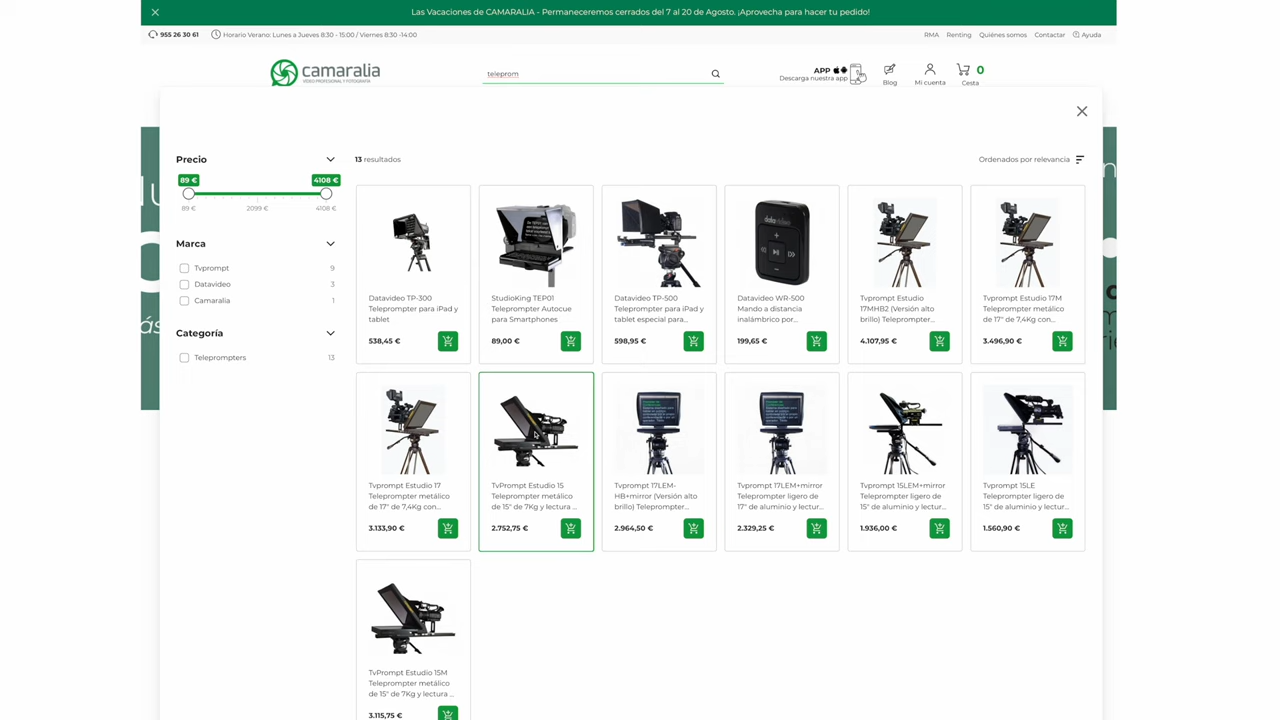 Las Vacaciones de CAMARALIA - Permaneceremos cerrados del 7 al 20 de Agosto. ¡Aprovecha para hacer tu pedido!
955 26 30 61
Horario Verano: Lunes a Jueves 8:30 - 15:00 / Viernes 8:30 -14:00
RMA
Renting
Quiénes somos
Contactar
Ayuda
camaralia
VIDEO PROFESIONAL Y FOTOGRAFÍA
teleprom
APP
Descarga nuestra app
Blog
Mi cuenta
0
Cesta
Precio
89 €
4108 €
89 €
2099 €
4108 €
Marca
Tvprompt 9
Datavideo 3
Camaralia 1
Categoría
Teleprompters 13
13 resultados
Ordenados por relevancia
Datavideo TP-300
Teleprompter para iPad y
tablet
538,45 €
StudioKing TEP01
Teleprompter Autocue
para Smartphones
89,00 €
Datavideo TP-500
Teleprompter para iPad y
tablet especial para...
598,95 €
datavideo
Datavideo WR-500
Mando a distancia
inalámbrico por...
199,65 €
Tvprompt Estudio
17MHB2 (Versión alto
brillo) Teleprompter...
4.107,95 €
Tvprompt Estudio 17M
Teleprompter metálico
de 17" de 7,4Kg con...
3.496,90 €
Tvprompt Estudio 17
Teleprompter metálico
de 17" de 7,4Kg con...
3.133,90 €
TvPrompt Estudio 15
Teleprompter metálico
de 15" de 7Kg y lectura ...
2.752,75 €
Tvprompt 17LEM-
HB+mirror (Versión alto
brillo) Teleprompter...
2.964,50 €
Tvprompt 17LEM+mirror
Teleprompter ligero de
17" de aluminio y lectur...
2.329,25 €
Tvprompt 15LEM+mirror
Teleprompter ligero de
15" de aluminio y lectur...
1.936,00 €
Tvprompt 15LE
Teleprompter ligero de
15" de aluminio y lectur...
1.560,90 €
TvPrompt Estudio 15M
Teleprompter metálico
de 15" de 7Kg y lectura ...
3.115,75 €